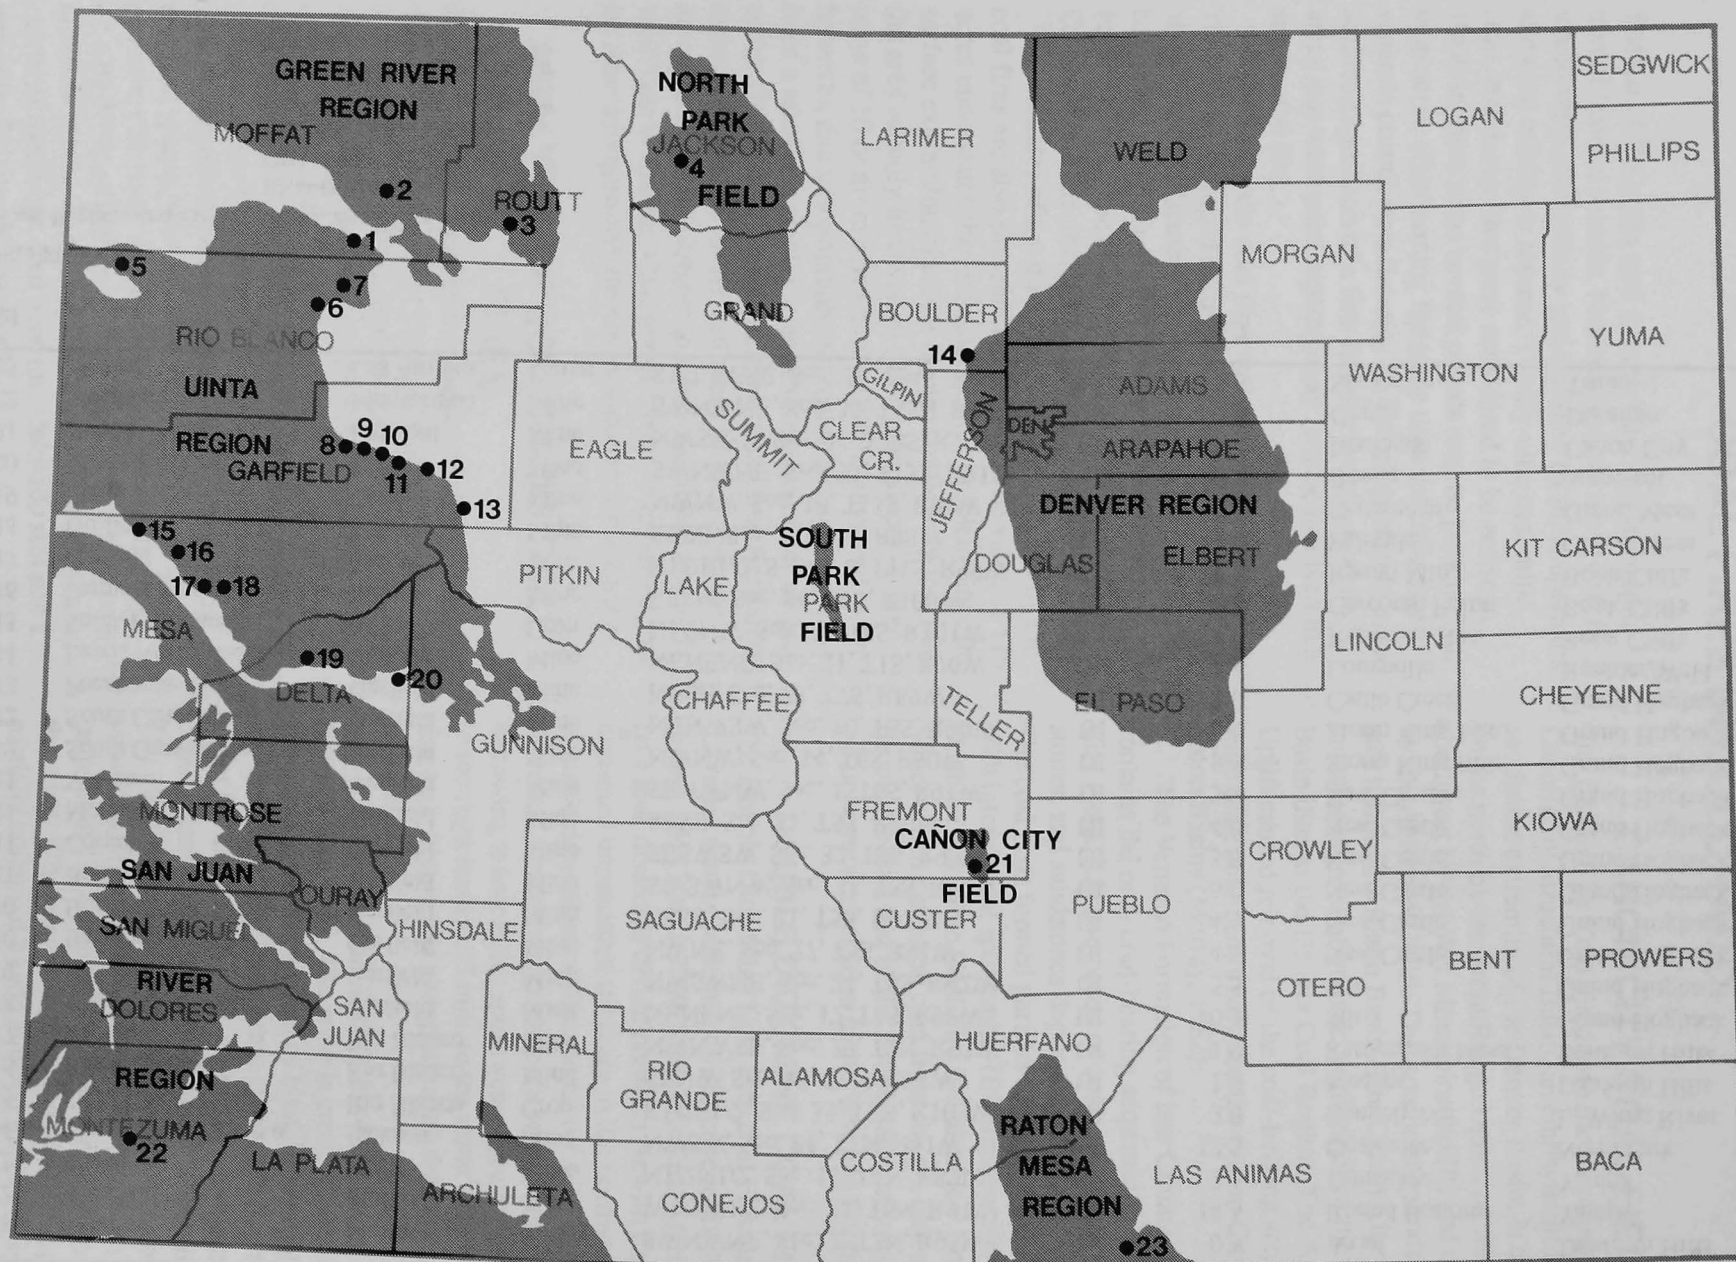 GREEN RIVER
REGION
MOFFAT
2
1
ROUTT
3
NORTH
PARK
JACKSON
4
FIELD
LARIMER
WELD
LOGAN
SEDGWICK
PHILLIPS
MORGAN
5
7
6
RIO BLANCO
GRAND
BOULDER
14
YUMA
UINTA
REGION
GARFIELD
8
9
10
11
12
13
EAGLE
SUMMIT
GILPIN
CLEAR
CR.
JEFFERSON
DEN.
ADAMS
ARAPAHOE
WASHINGTON
DENVER REGION
DOUGLAS
ELBERT
KIT CARSON
15
16
17
18
MESA
19
DELTA
20
PITKIN
LAKE
SOUTH
PARK
PARK
FIELD
LINCOLN
CHEYENNE
GUNNISON
CHAFFEE
TELLER
EL PASO
MONTROSE
FREMONT
CAÑON CITY
21
FIELD
KIOWA
CROWLEY
SAN JUAN
OURAY
SAN MIGUEL
HINSDALE
SAGUACHE
CUSTER
PUEBLO
RIVER
DOLORES
SAN
JUAN
OTERO
BENT
PROWERS
MINERAL
HUERFANO
REGION
RIO
GRANDE
ALAMOSA
MONTEZUMA
22
LA PLATA
ARCHULETA
CONEJOS
COSTILLA
RATON
MESA
REGION
LAS ANIMAS
23
BACA